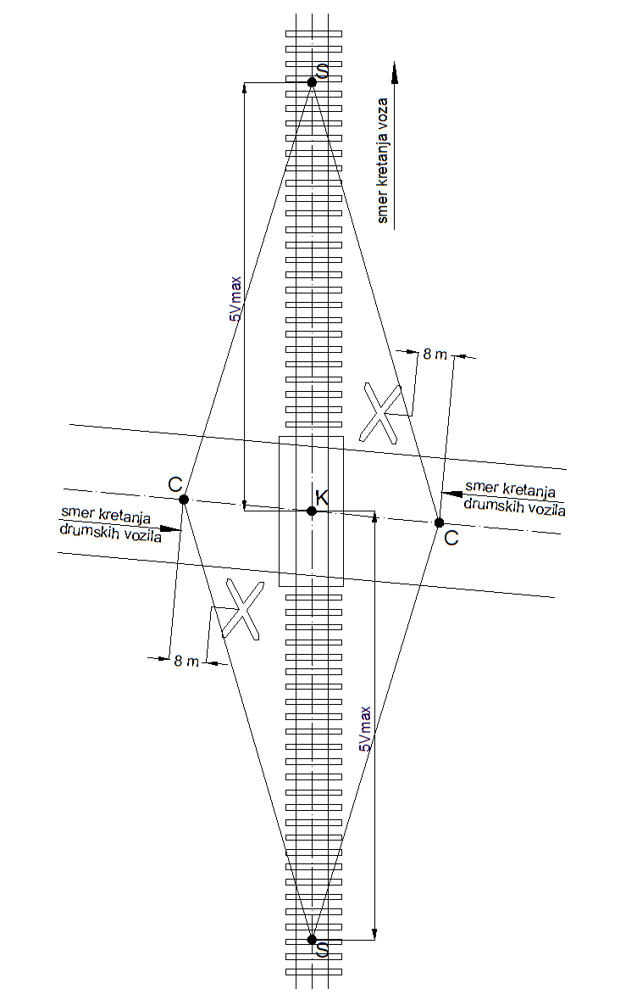 S
smer kretanja voza
5Vmax
8 m
C
K
smer kretanja
drumskih vozila
smer kretanja
drumskih vozila
C
8 m
5Vmax
S